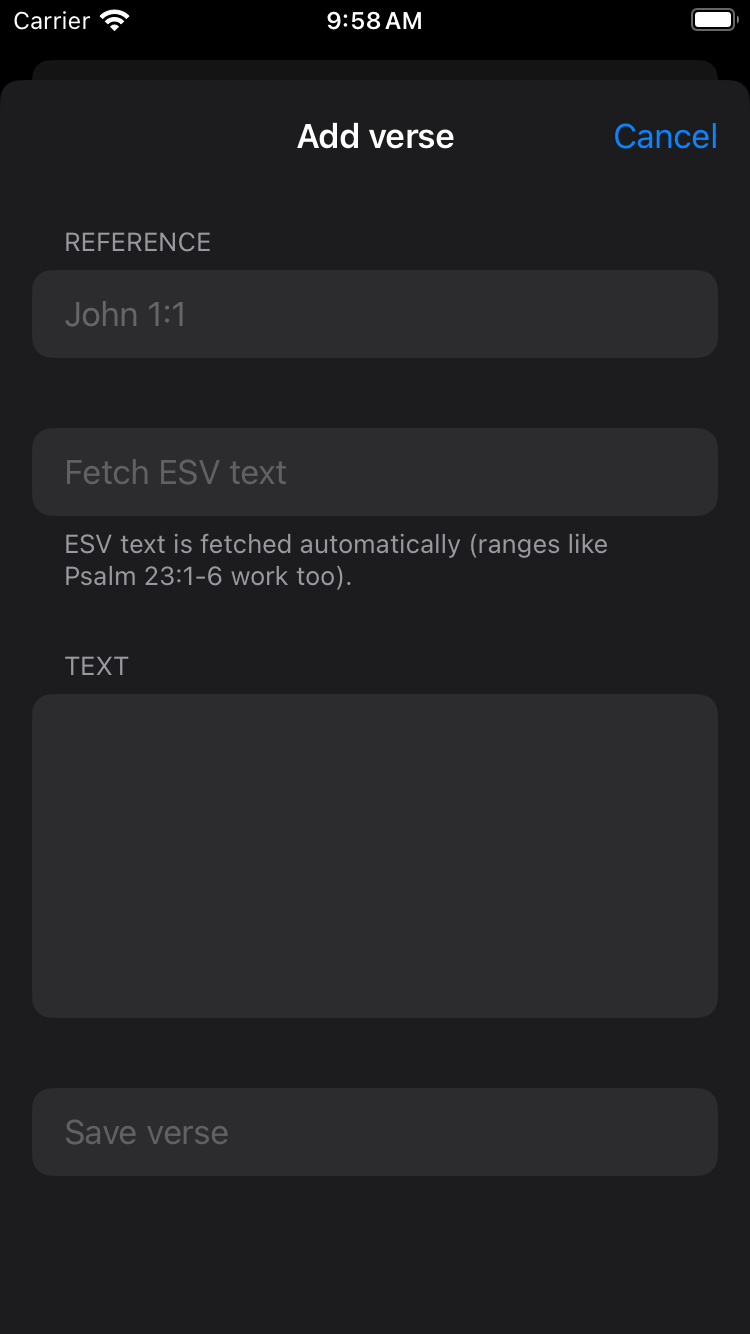 Carrier 9:58 AM
Add verse Cancel
REFERENCE
John 1:1
Fetch ESV text
ESV text is fetched automatically (ranges like
Psalm 23:1-6 work too).
TEXT
Save verse